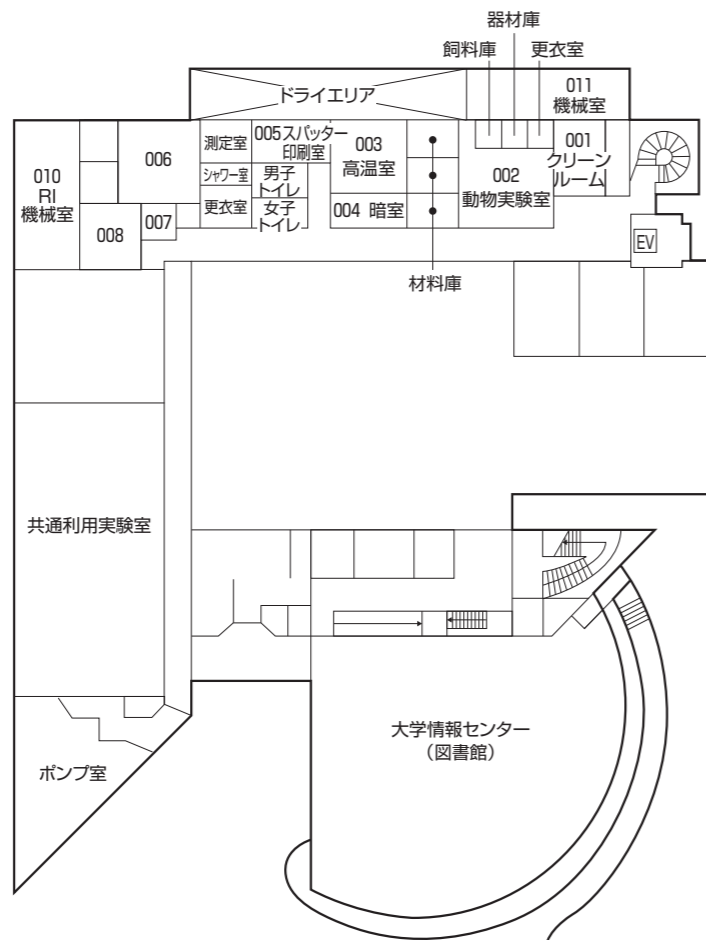 器材庫
飼料庫
更衣室
ドライエリア
011
機械室
010
RI
機械室
006
測定室
005スパッター
印刷室
003
高温室
001
クリーン
ルーム
シャワー室
男子
トイレ
002
動物実験室
008
007
更衣室
女子
トイレ
004 暗室
EV
材料庫
共通利用実験室
大学情報センター
(図書館)
ポンプ室